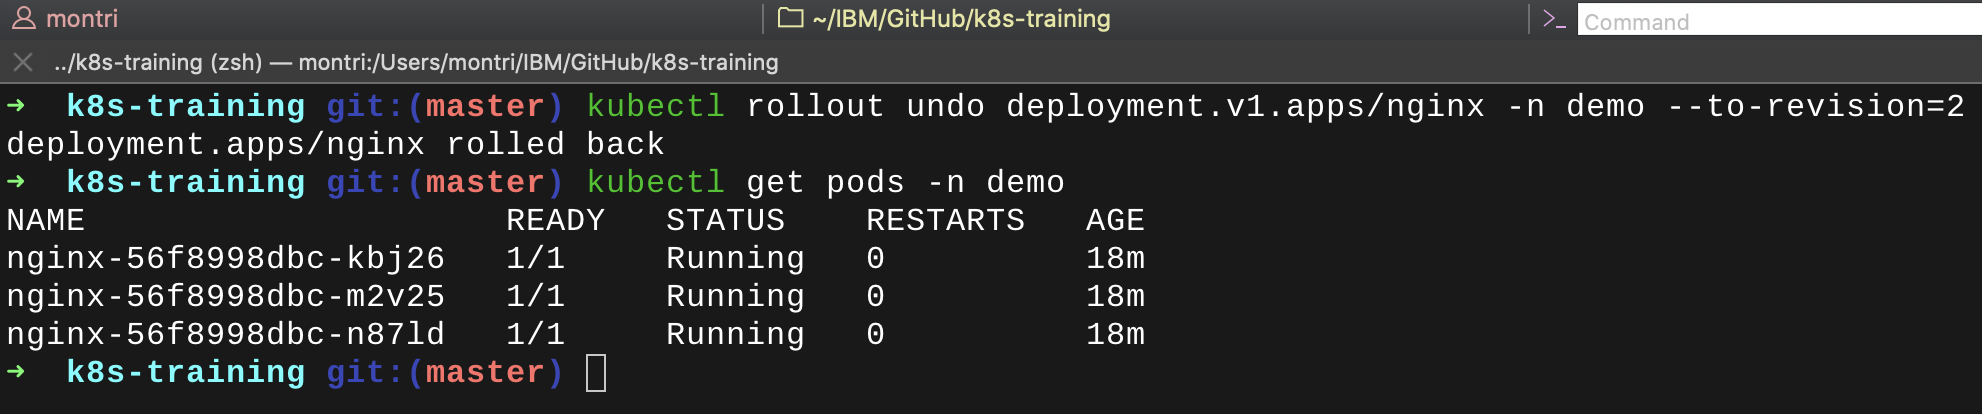 montri
~/IBM/GitHub/k8s-training
Command
../k8s-training (zsh) — montri:/Users/montri/IBM/GitHub/k8s-training
➜  k8s-training git:(master) kubectl rollout undo deployment.v1.apps/nginx -n demo --to-revision=2
deployment.apps/nginx rolled back
➜  k8s-training git:(master) kubectl get pods -n demo
NAME                     READY   STATUS    RESTARTS   AGE
nginx-56f8998dbc-kbj26   1/1     Running   0          18m
nginx-56f8998dbc-m2v25   1/1     Running   0          18m
nginx-56f8998dbc-n87ld   1/1     Running   0          18m
➜  k8s-training git:(master)